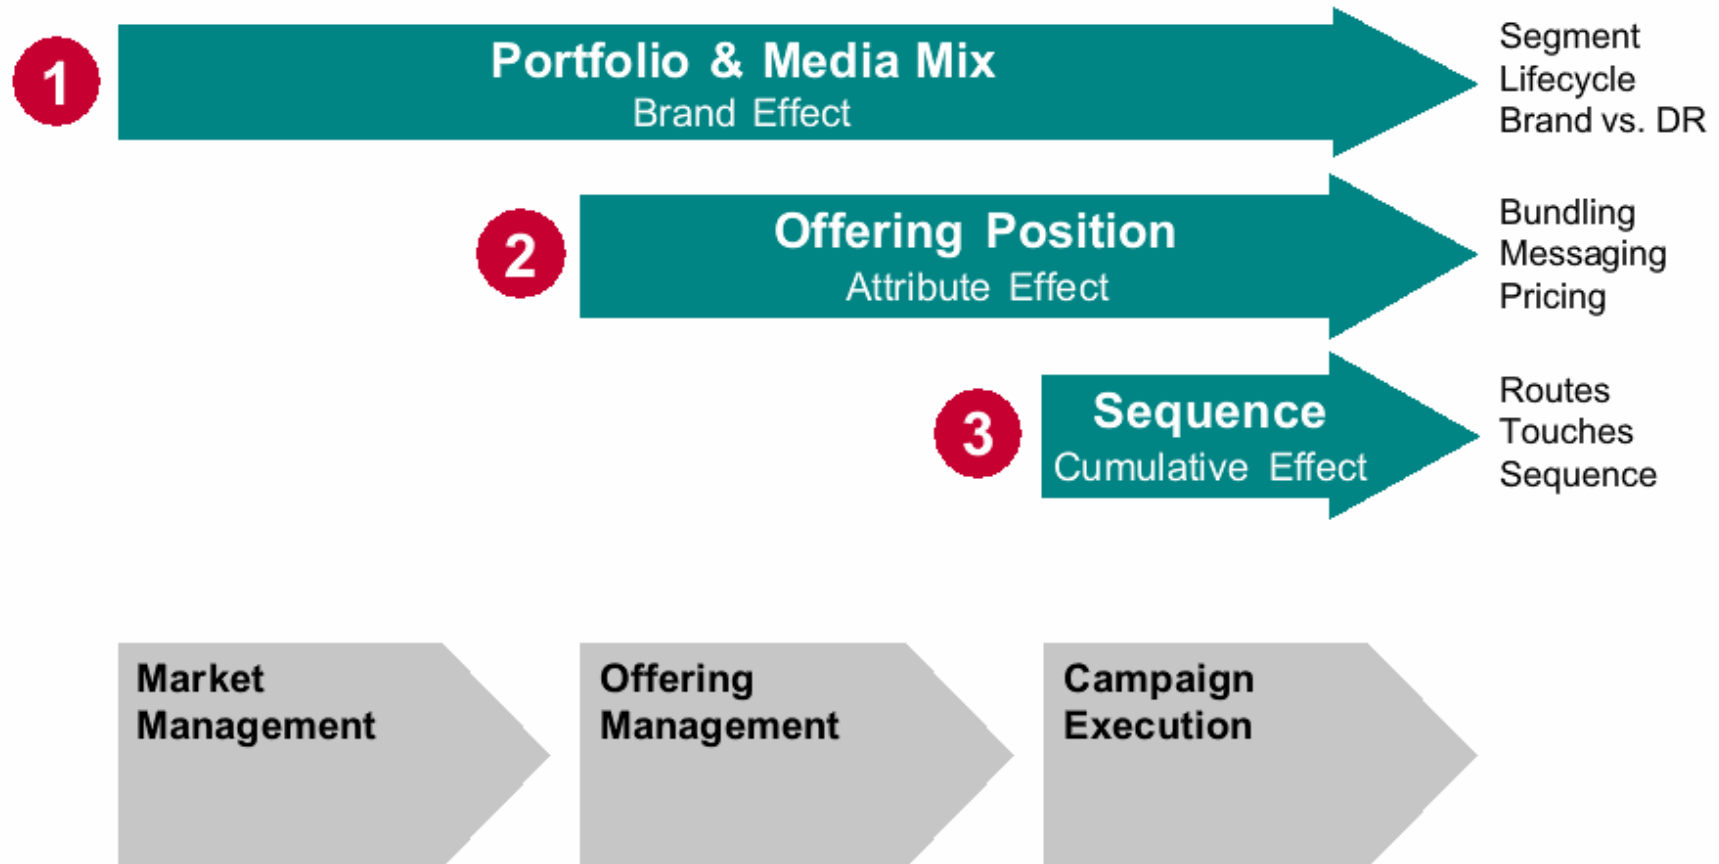 1
Portfolio & Media Mix
Brand Effect
Segment
Lifecycle
Brand vs. DR
2
Offering Position
Attribute Effect
Bundling
Messaging
Pricing
3
Sequence
Cumulative Effect
Routes
Touches
Sequence
Market
Management
Offering
Management
Campaign
Execution